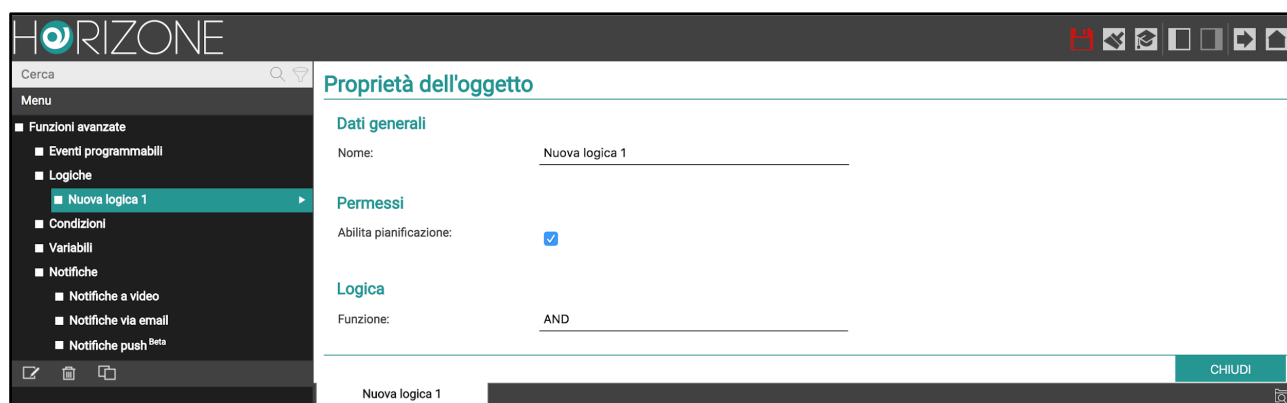 HORIZONE
Cerca
Menu
Funzioni avanzate
Eventi programmabili
Logiche
Nuova logica 1
Condizioni
Variabili
Notifiche
Notifiche a video
Notifiche via email
Notifiche push Beta
Proprietà dell'oggetto
Dati generali
Nome: Nuova logica 1
Permessi
Abilita pianificazione:
Logica
Funzione: AND
CHIUDI
Nuova logica 1